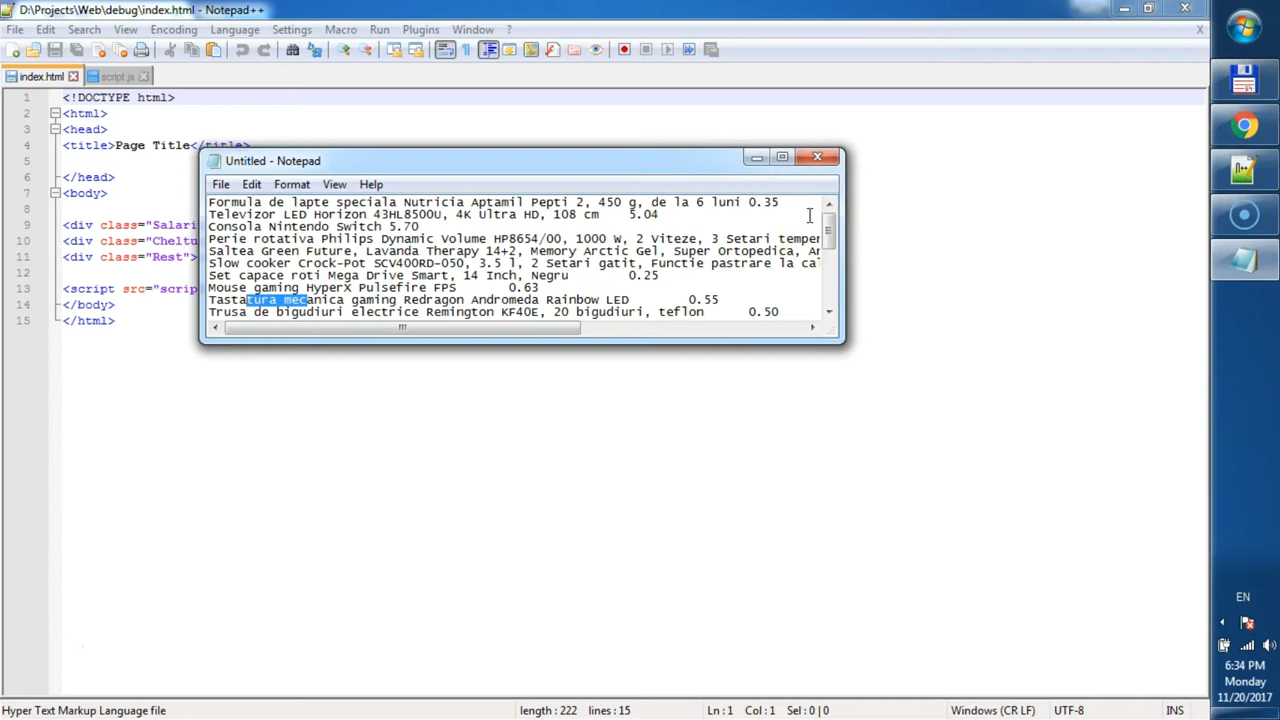 D:\Projects\Web\debug\index.html - Notepad++
File Edit Search View Encoding Language Settings Macro Run Plugins Window ?
X
index.html script.js
1 <!DOCTYPE html>
2 <html>
3 <head>
4 <title>Page Title</title>
5
6 </head>
7 <body>
8
9 <div class="Salari
10 <div class="Cheltu
11 <div class="Rest">
12
13 <script src="scrip
14 </body>
15 </html>
Untitled - Notepad
File Edit Format View Help
Formula de lapte speciala Nutricia Aptamil Pepti 2, 450 g, de la 6 luni 0.35
Televizor LED Horizon 43HL8500U, 4K Ultra HD, 108 cm 5.04
Consola Nintendo Switch 5.70
Perie rotativa Philips Dynamic Volume HP8654/00, 1000 W, 2 Viteze, 3 Setari temper
Saltea Green Future, Lavanda Therapy 14+2, Memory Arctic Gel, Super Ortopedica, Ar
Slow cooker Crock-Pot SCV400RD-050, 3.5 l, 2 Setari gatit, Functie pastrare la cal
Set capace roti Mega Drive Smart, 14 Inch, Negru 0.25
Mouse gaming HyperX Pulsefire FPS 0.63
Tastatura mecanica gaming Redragon Andromeda Rainbow LED 0.55
Trusa de bigudiuri electrice Remington KF40E, 20 bigudiuri, teflon 0.50
Hyper Text Markup Language file length:222 lines:15 Ln:1 Col:1 Sel:0|0 Windows (CR LF) UTF-8 INS
64
n++
EN
6:34 PM
Monday
11/20/2017